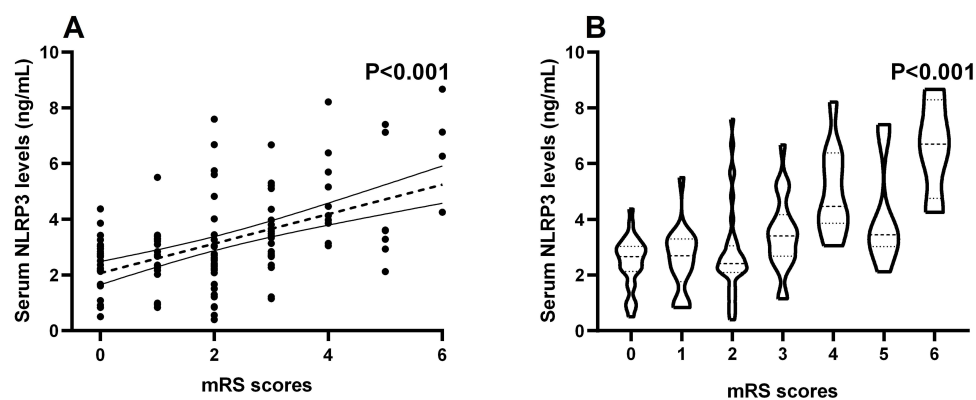 A
P<0.001
Serum NLRP3 levels (ng/mL)
10
8
6
4
2
0
0 2 4 6
mRS scores
B
P<0.001
Serum NLRP3 levels (ng/mL)
10
8
6
4
2
0
0 1 2 3 4 5 6
mRS scores